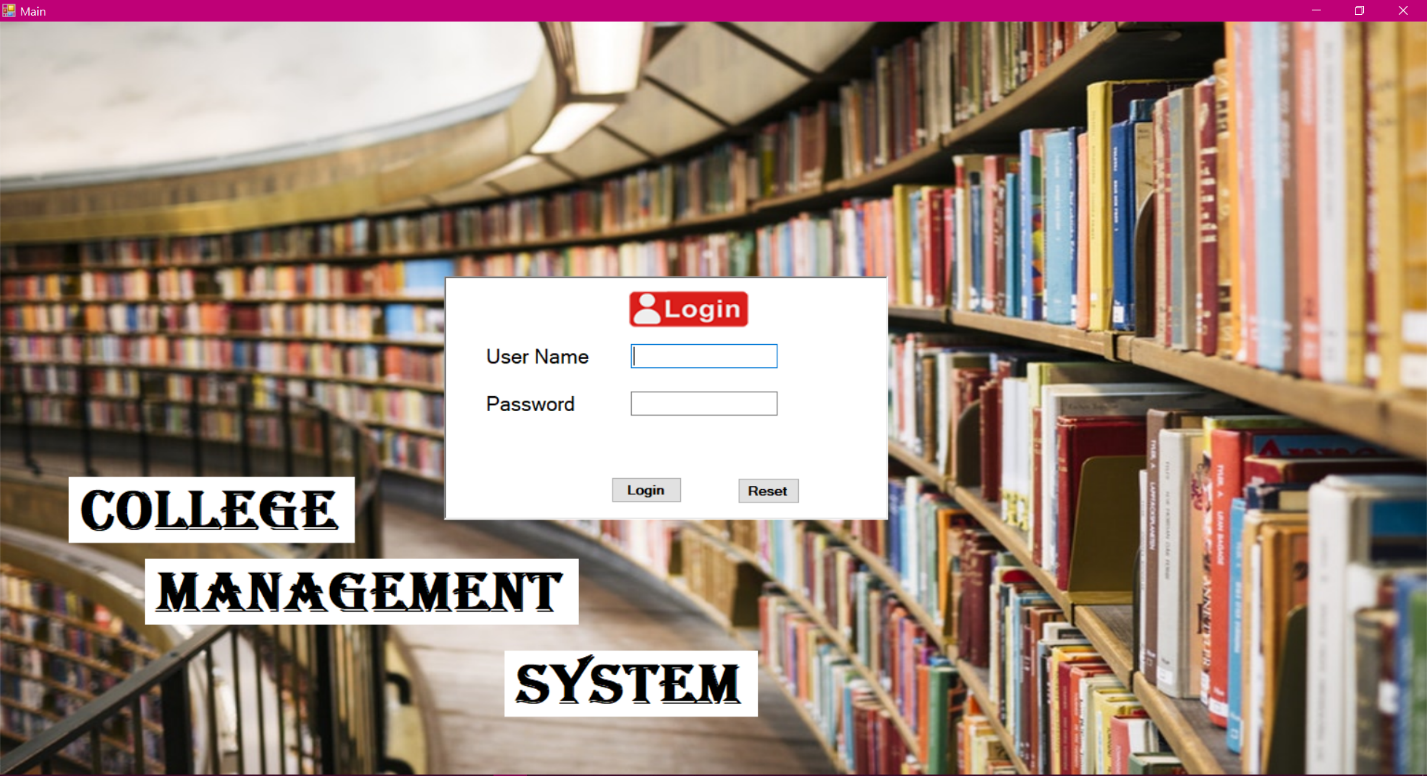 Main
Login
User Name
Password
Login Reset
COLLEGE
MANAGEMENT
SYSTEM